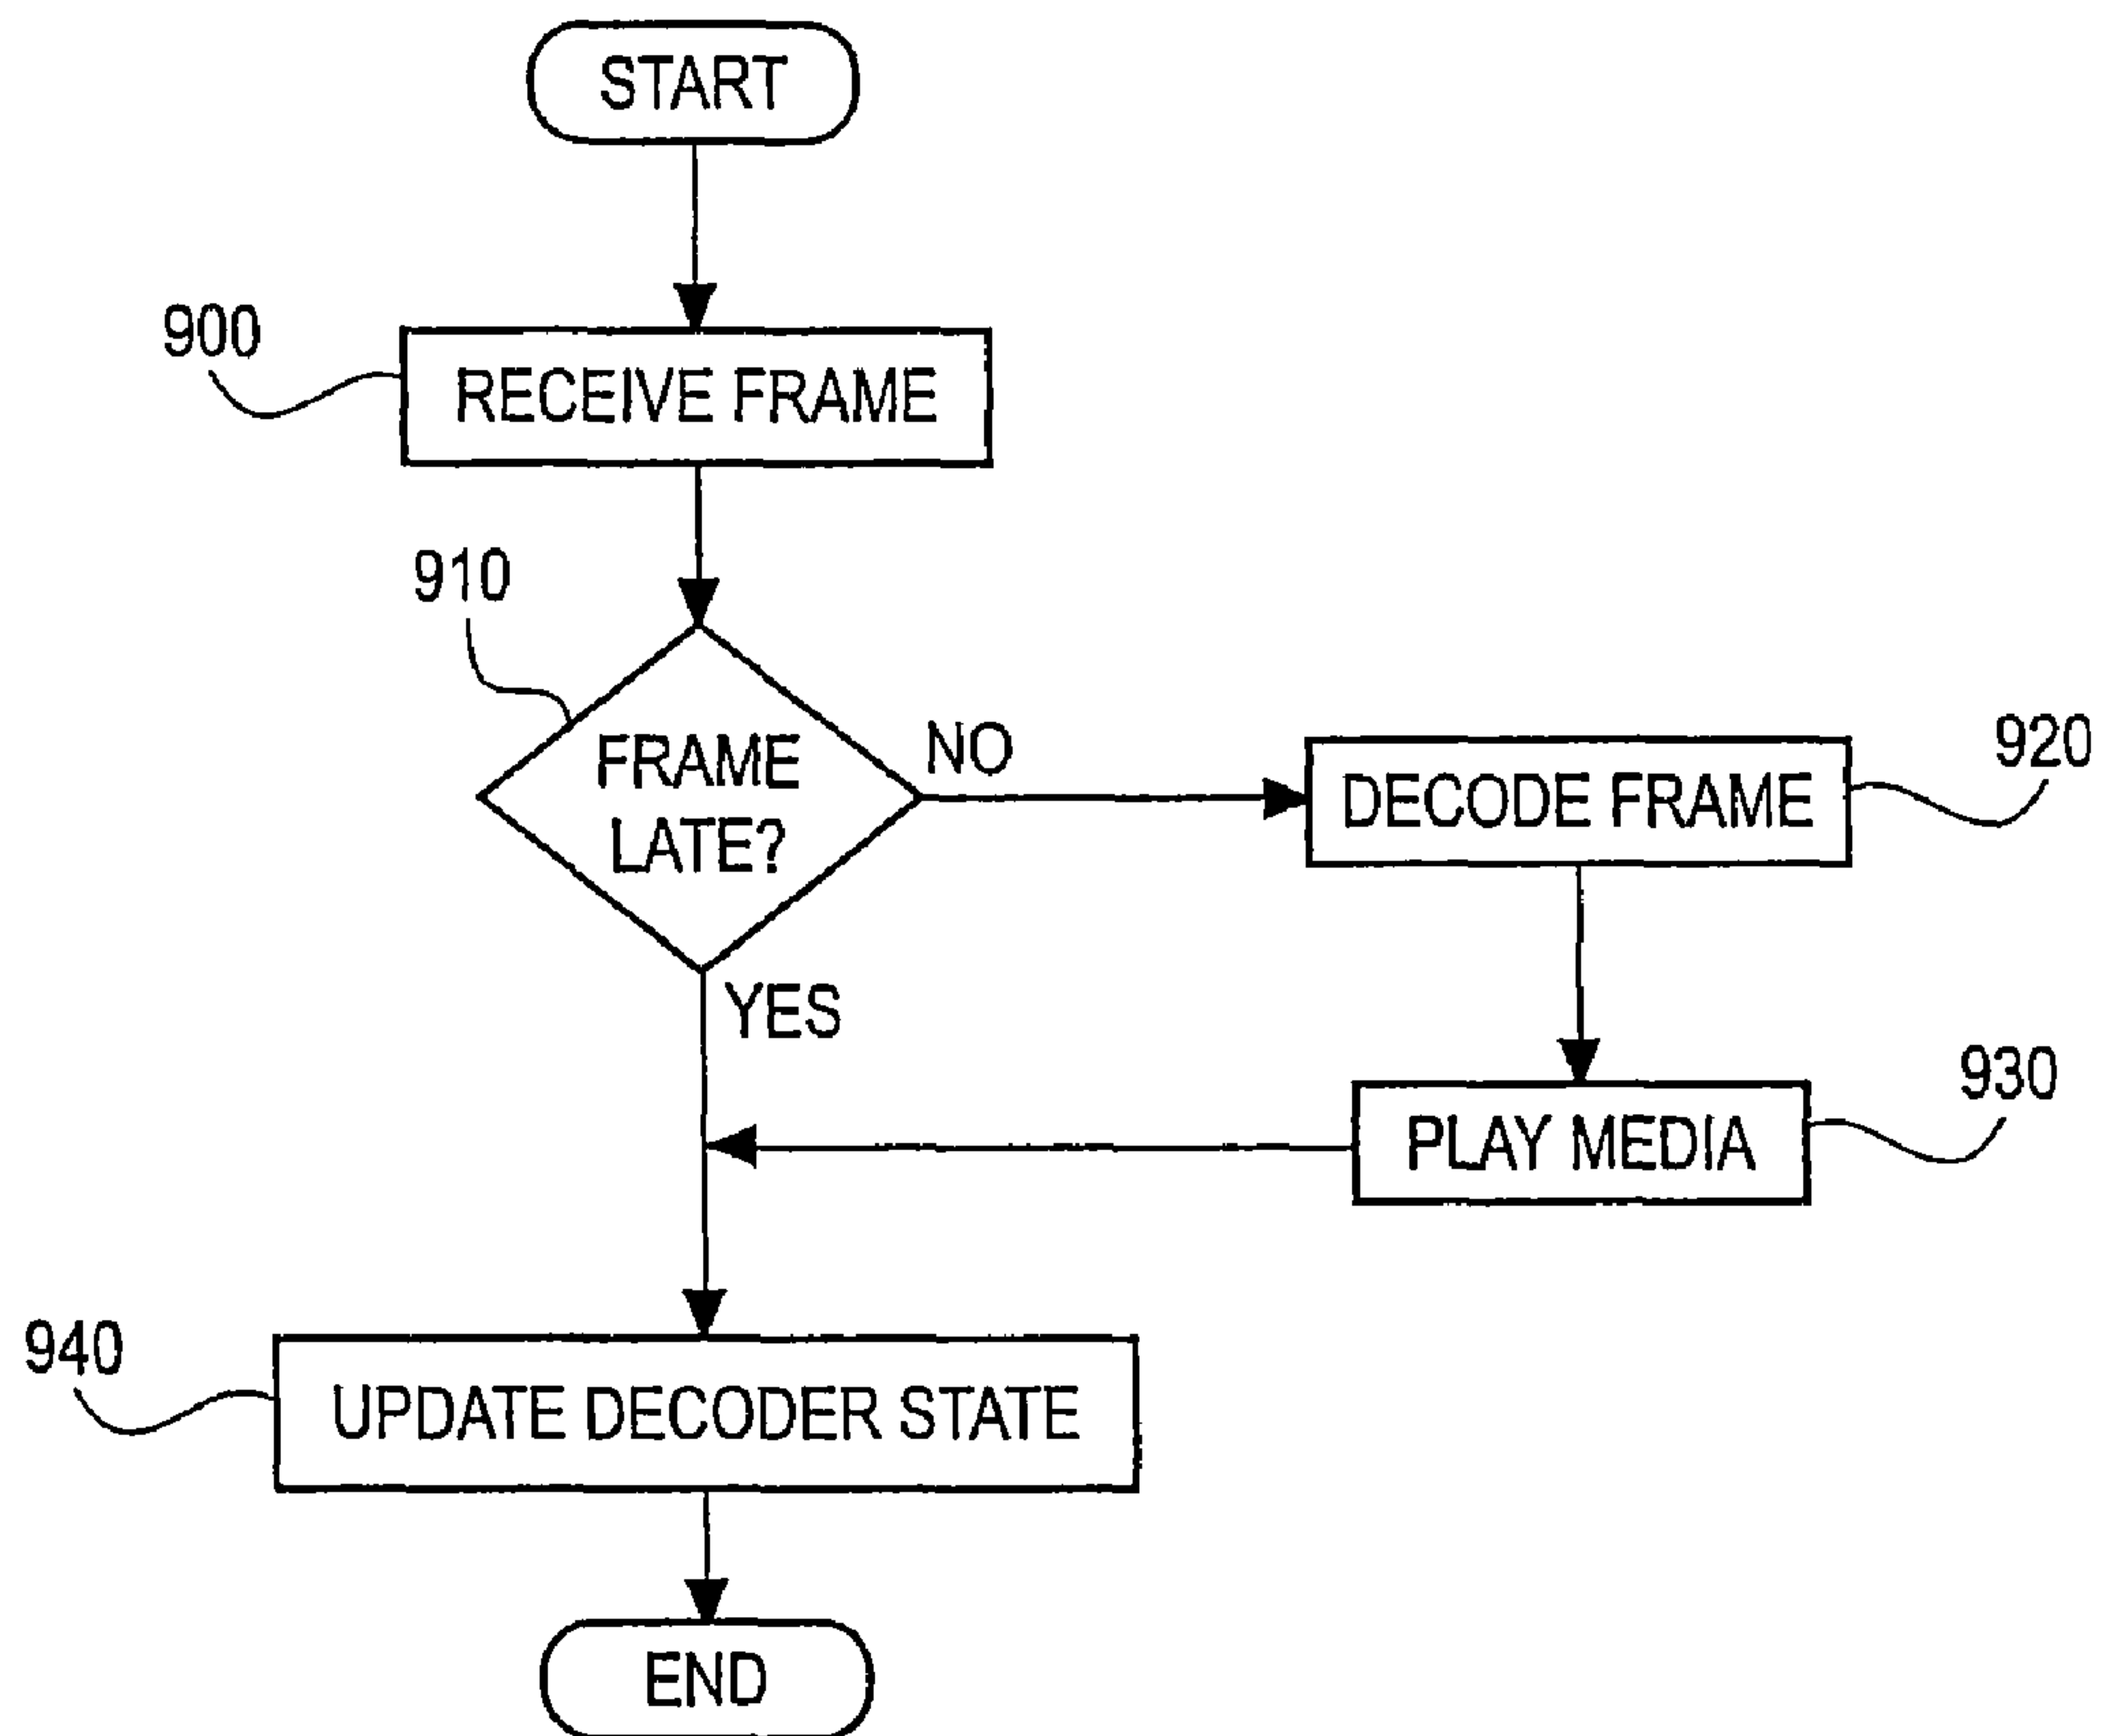 START
900
RECEIVE FRAME
910
FRAME
LATE?
NO
DECODE FRAME
920
YES
PLAY MEDIA
930
940
UPDATE DECODER STATE
END